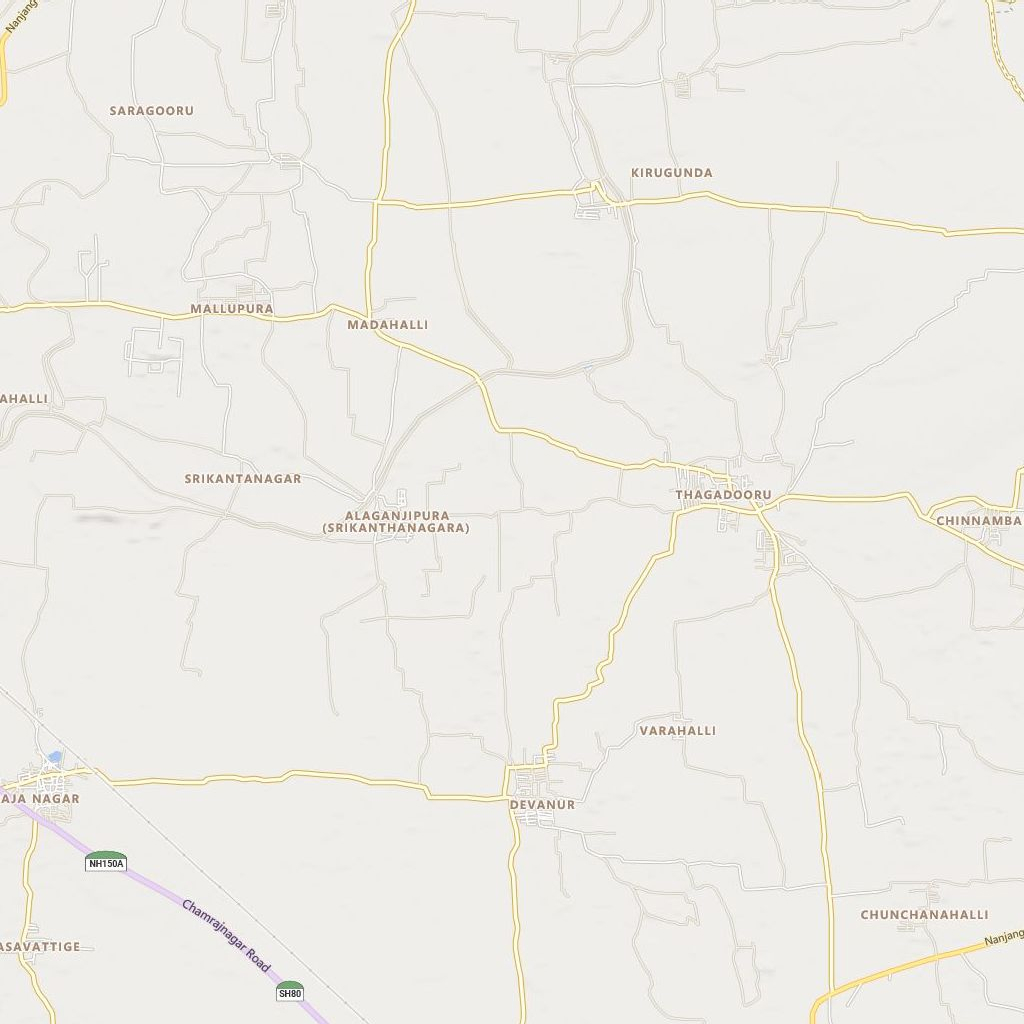 Nanjang
SARAGOORU
KIRUGUNDA
MALLUPURA
MADAHALLI
AHALLI
SRIKANTANAGAR
THAGADOORU
ALAGANJIPURA
(SRIKANTHANAGARA)
CHINNAMBA
VARAHALLI
AJA NAGAR
DEVANUR
NH150A
Chamrajnagar Road
CHUNCHANAHALLI
ASAVATTIGE
Nanjang
SH80